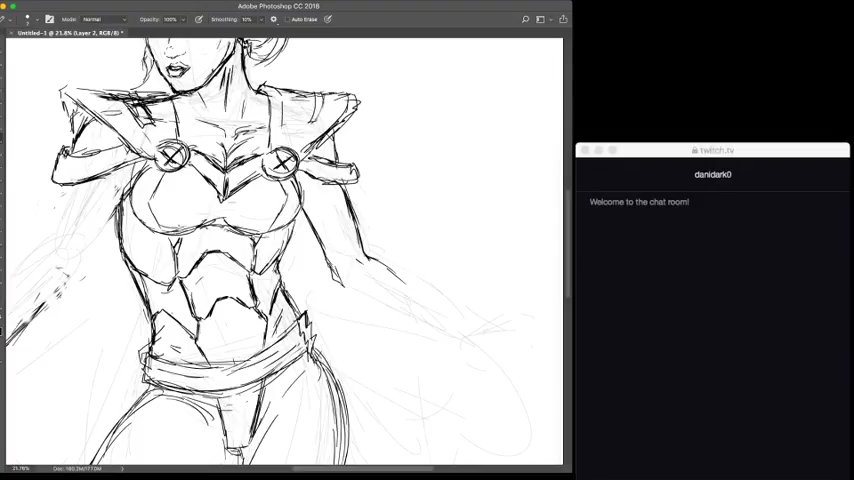 Adobe Photoshop CC 2018
Mode: Normal Opacity: 100% Smoothing: 10% Auto Erase
Untitled-1 @ 21.8% (Layer 2, RGB/8) *
twitch.tv
danidark0
Welcome to the chat room!